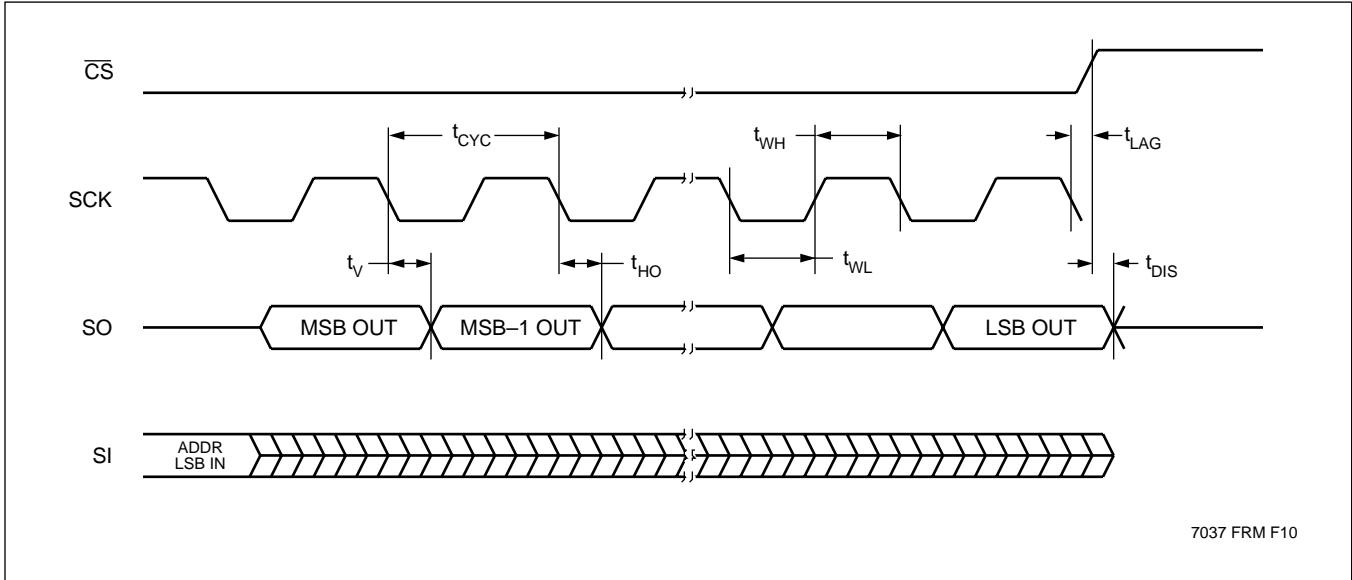 CS
tCYC
tWH
tLAG
SCK
tV
tHO
tWL
tDIS
SO
MSB OUT
MSB–1 OUT
LSB OUT
SI
ADDR
LSB IN
7037 FRM F10